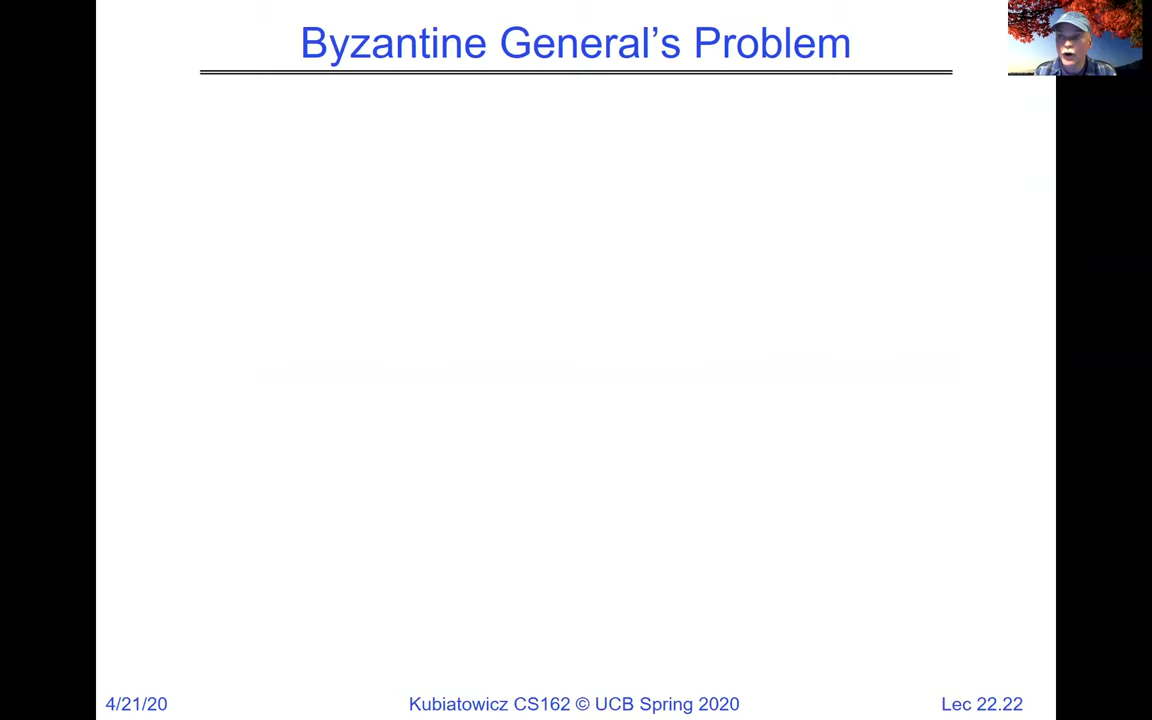 Byzantine General’s Problem
4/21/20
Kubiatowicz CS162 © UCB Spring 2020
Lec 22.22